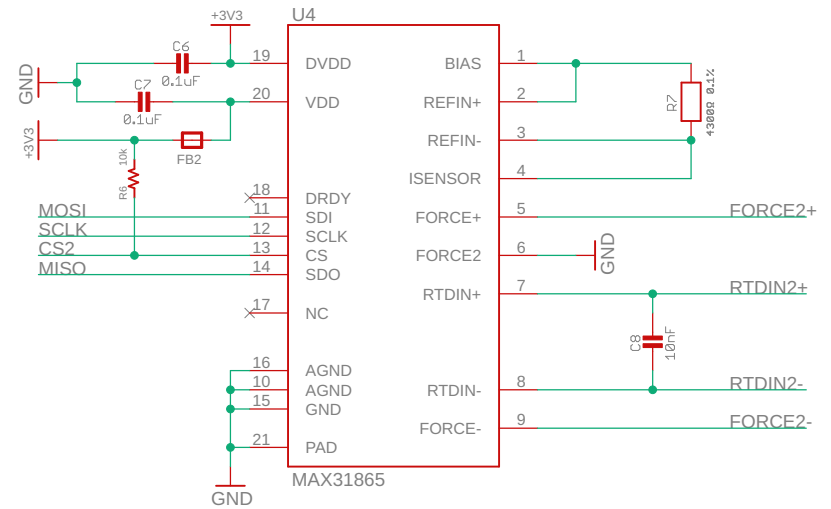 +3V3
U4
C6
0.1uF
GND
C7
0.1uF
+3V3
FB2
10k
R6
MOSI
SCLK
CS2
MISO
19 DVDD
20 VDD
18 DRDY
11 SDI
12 SCLK
13 CS
14 SDO
17 NC
16 AGND
10 AGND
15 GND
21 PAD
GND
BIAS 1
REFIN+ 2
REFIN- 3
ISENSOR 4
FORCE+ 5
FORCE2 6
RTDIN+ 7
RTDIN- 8
FORCE- 9
R7
4300Ω 0.1%
FORCE2+
GND
RTDIN2+
C8
10nF
RTDIN2-
FORCE2-
MAX31865